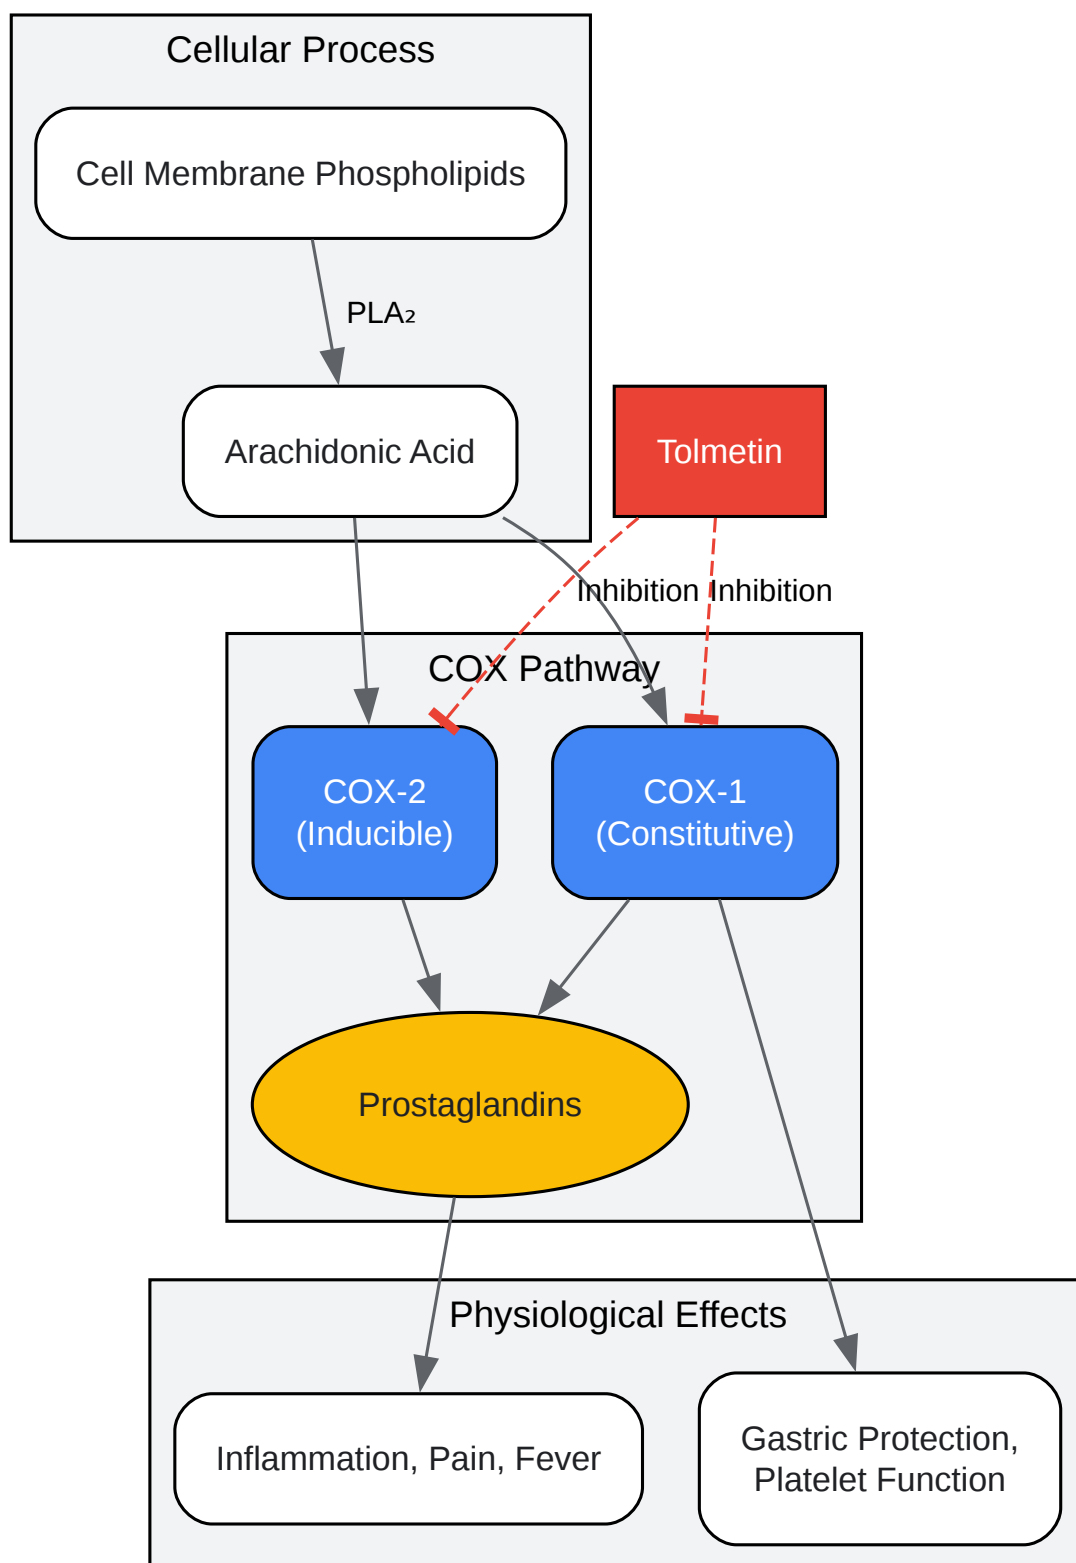 Cellular Process
Cell Membrane Phospholipids
PLA₂
Arachidonic Acid
Tolmetin
Inhibition
Inhibition
COX Pathway
COX-2
(Inducible)
COX-1
(Constitutive)
Prostaglandins
Physiological Effects
Inflammation, Pain, Fever
Gastric Protection,
Platelet Function